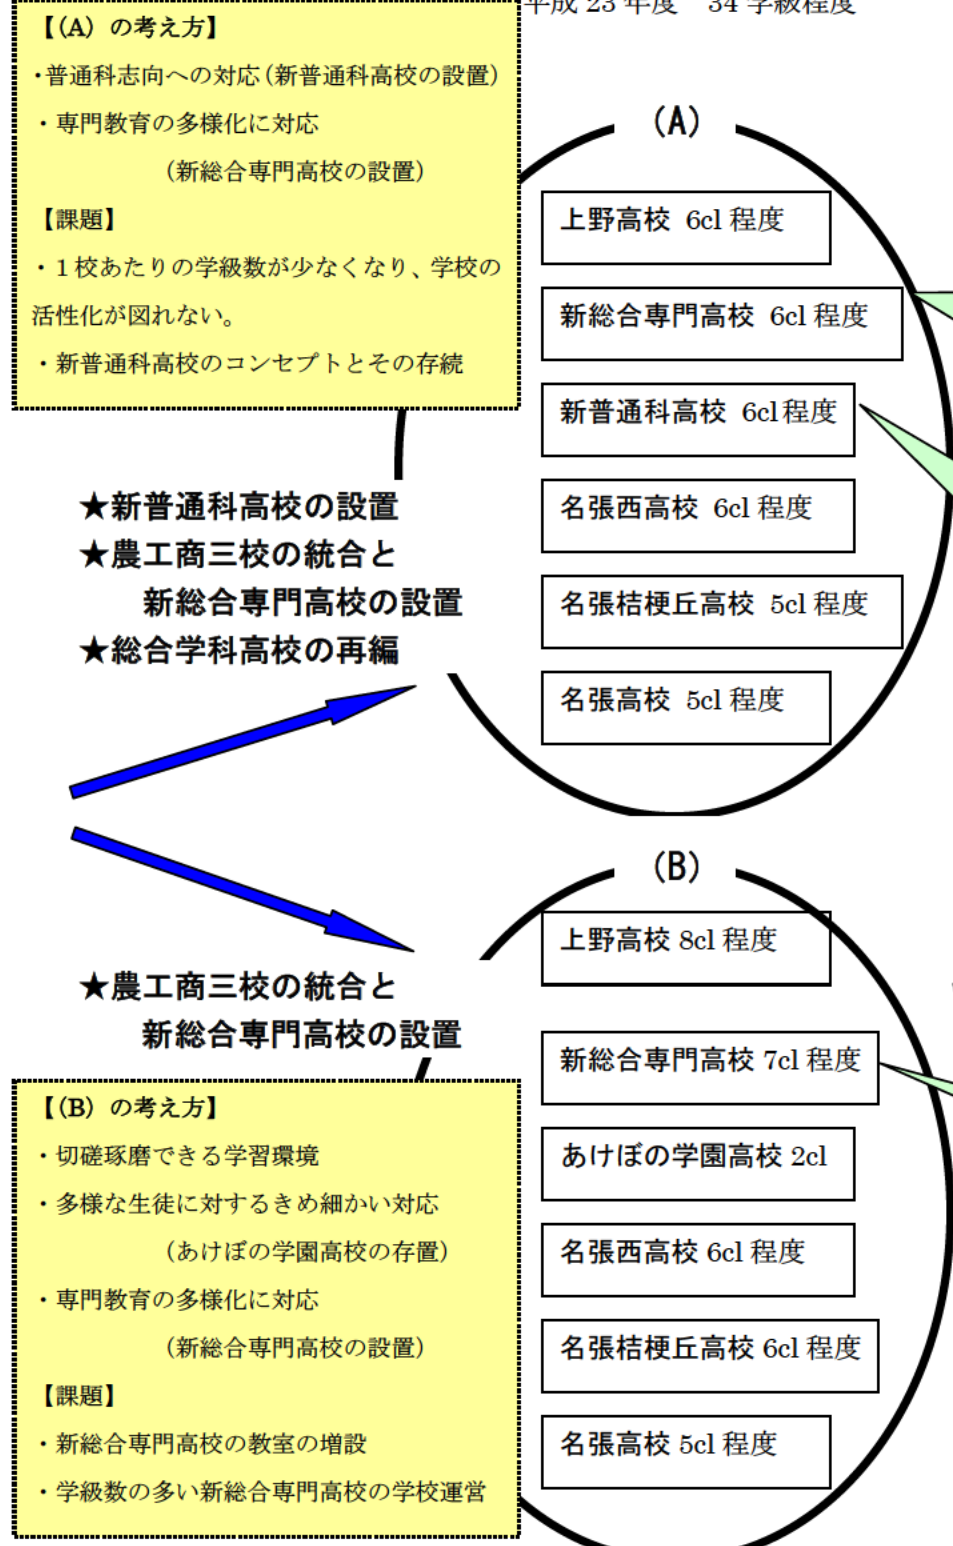 平成 23 年度　34 学級程度
【(A) の考え方】
・普通科志向への対応(新普通科高校の設置)
・専門教育の多様化に対応
(新総合専門高校の設置)
【課題】
・１校あたりの学級数が少なくなり、学校の
活性化が図れない。
・新普通科高校のコンセプトとその存続
(A)
上野高校 6cl 程度
新総合専門高校 6cl 程度
新普通科高校 6cl 程度
名張西高校 6cl 程度
名張桔梗丘高校 5cl 程度
名張高校 5cl 程度
★新普通科高校の設置
★農工商三校の統合と
新総合専門高校の設置
★総合学科高校の再編
(B)
上野高校 8cl 程度
新総合専門高校 7cl 程度
あけぼの学園高校 2cl
名張西高校 6cl 程度
名張桔梗丘高校 6cl 程度
名張高校 5cl 程度
★農工商三校の統合と
新総合専門高校の設置
【(B) の考え方】
・切磋琢磨できる学習環境
・多様な生徒に対するきめ細かい対応
(あけぼの学園高校の存置)
・専門教育の多様化に対応
(新総合専門高校の設置)
【課題】
・新総合専門高校の教室の増設
・学級数の多い新総合専門高校の学校運営